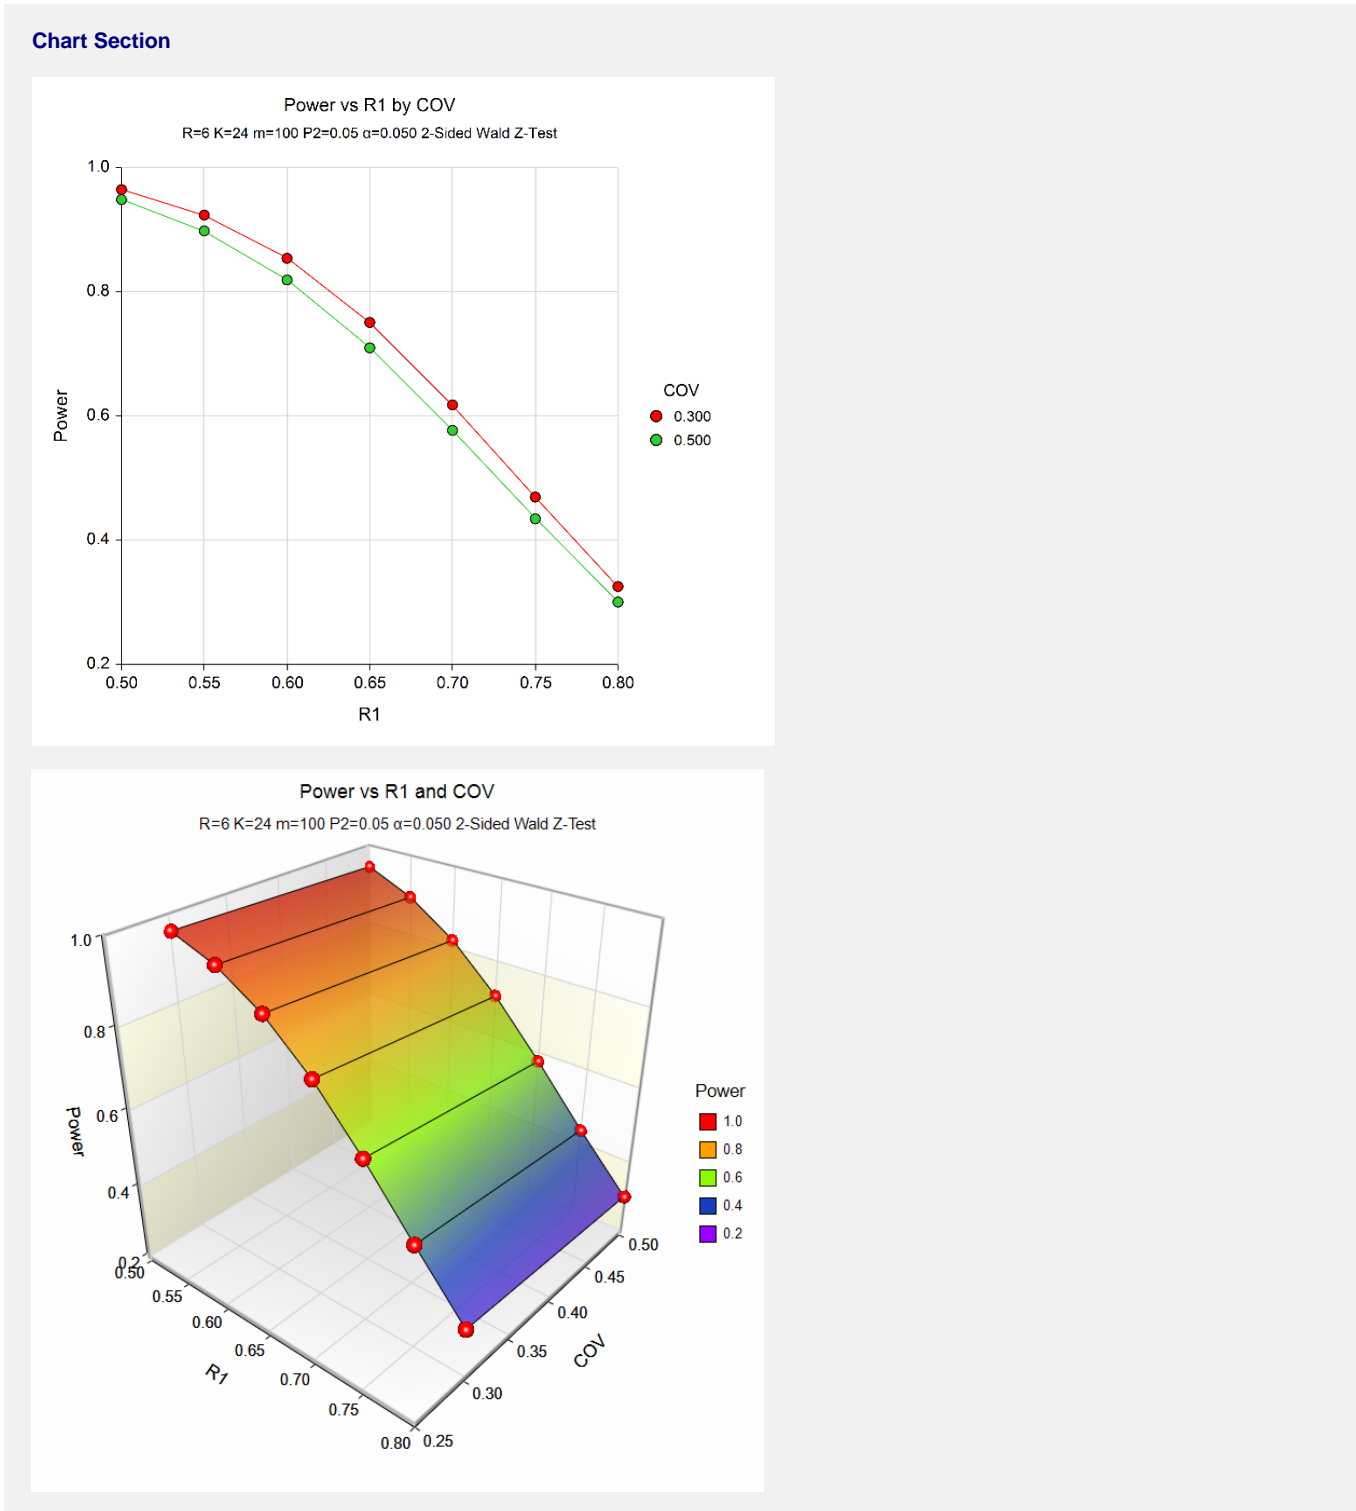 Chart Section
Power vs R1 by COV
R=6 K=24 m=100 P2=0.05 α=0.050 2-Sided Wald Z-Test
1.0
0.8
0.6
0.4
0.2
Power
0.50 0.55 0.60 0.65 0.70 0.75 0.80
R1
COV
0.300
0.500
Power vs R1 and COV
R=6 K=24 m=100 P2=0.05 α=0.050 2-Sided Wald Z-Test
1.0
0.8
0.6
0.4
0.2
Power
0.50
0.55
0.60
0.65
0.70
0.75
0.80
R1
0.25
0.30
0.35
0.40
0.45
0.50
COV
Power
1.0
0.8
0.6
0.4
0.2